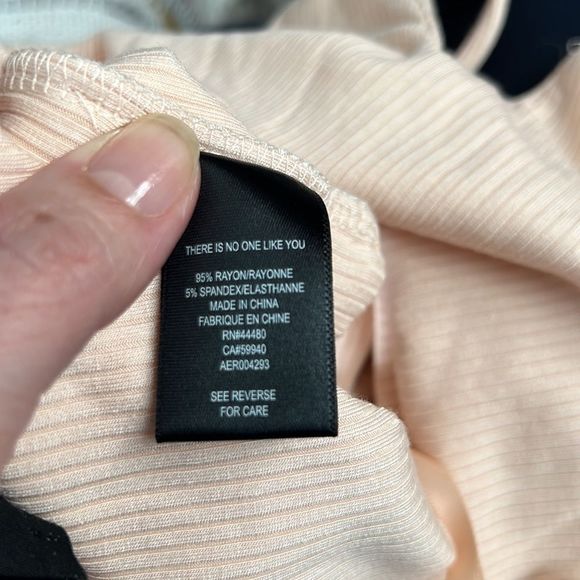 THERE IS NO ONE LIKE YOU
95% RAYON/RAYONNE
5% SPANDEX/ELASTHANNE
MADE IN CHINA
FABRIQUE EN CHINE
RN#44480
CA#59940
AER004293
SEE REVERSE
FOR CARE